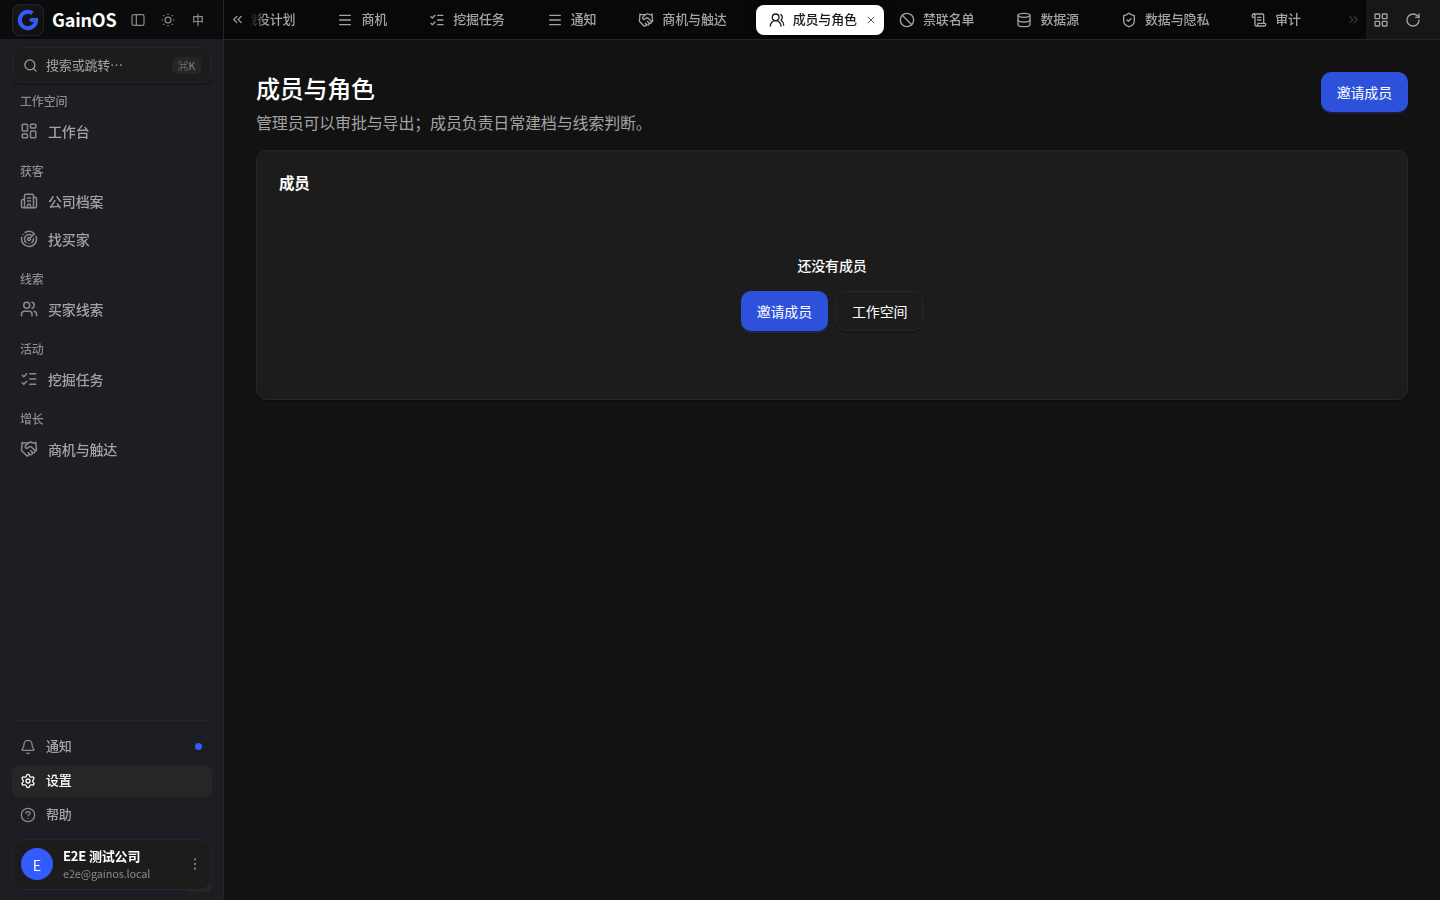 GainOS
中
设计划
商机
挖掘任务
通知
商机与触达
成员与角色
禁联名单
数据源
数据与隐私
审计
搜索或跳转…
⌘K
工作空间
工作台
获客
公司档案
找买家
线索
买家线索
活动
挖掘任务
增长
商机与触达
通知
设置
帮助
E
E2E 测试公司
e2e@gainos.local
成员与角色
管理员可以审批与导出；成员负责日常建档与线索判断。
邀请成员
成员
还没有成员
邀请成员
工作空间